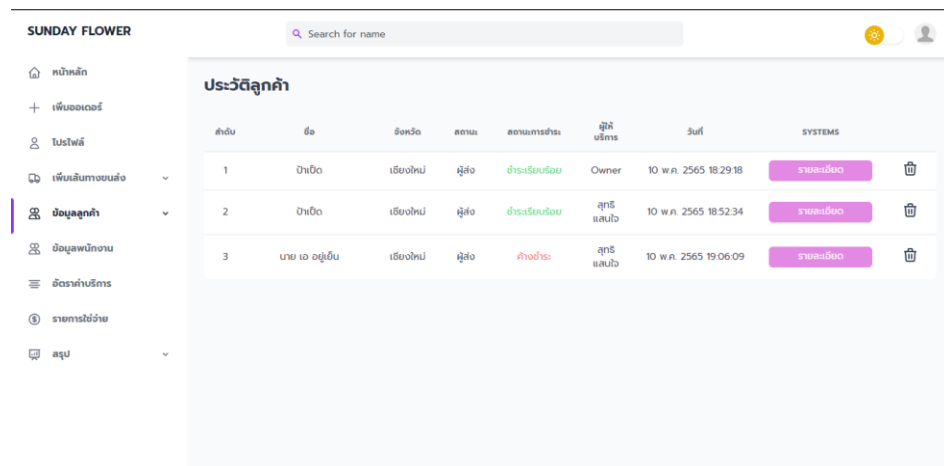 SUNDAY FLOWER
Search for name
หน้าหลัก
เพิ่มออเดอร์
โปรไฟล์
เพิ่มเส้นทางขนส่ง
ข้อมูลลูกค้า
ข้อมูลพนักงาน
อัตราค่าบริการ
รายการใช้จ่าย
สรุป
ประวัติลูกค้า
ลำดับ ชื่อ จังหวัด สถานะ สถานะการชำระ ผู้ให้บริการ วันที่ SYSTEMS
1 ป้าเป็ด เชียงใหม่ ผู้ส่ง ชำระเรียบร้อย Owner 10 พ.ค. 2565 18:29:18 รายละเอียด
2 ป้าเป็ด เชียงใหม่ ผู้ส่ง ชำระเรียบร้อย สุทธิ แสนใจ 10 พ.ค. 2565 18:52:34 รายละเอียด
3 นาย เอ อยู่เย็น เชียงใหม่ ผู้ส่ง ค้างชำระ สุทธิ แสนใจ 10 พ.ค. 2565 19:06:09 รายละเอียด